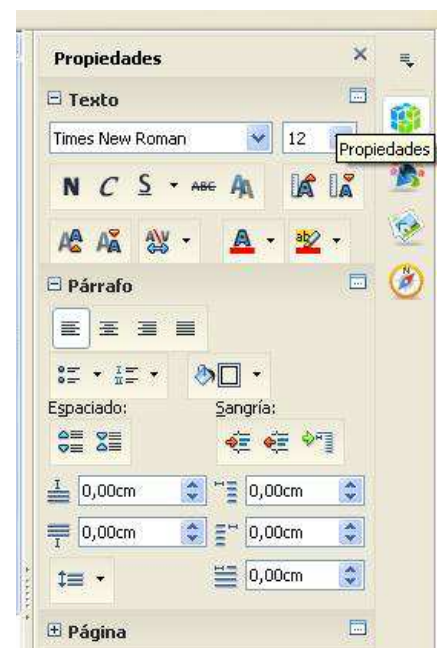 Propiedades
Texto
Times New Roman 12
Propiedades
N C S ABC
Párrafo
Espaciado: Sangría:
0,00cm 0,00cm
0,00cm 0,00cm
0,00cm
Página